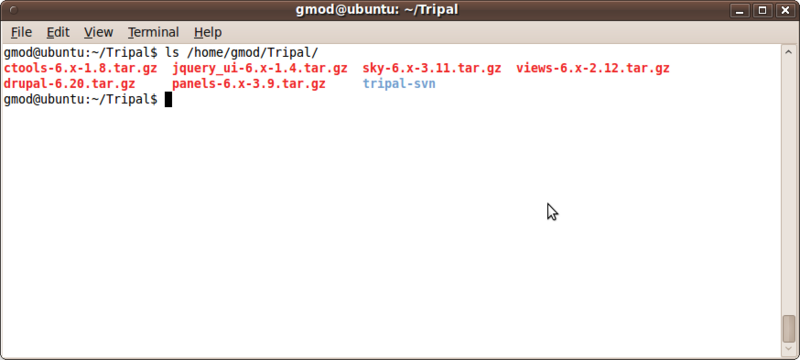 gmod@ubuntu: ~/Tripal
File Edit View Terminal Help
gmod@ubuntu:~/Tripal$ ls /home/gmod/Tripal/
ctools-6.x-1.8.tar.gz jquery_ui-6.x-1.4.tar.gz sky-6.x-3.11.tar.gz views-6.x-2.12.tar.gz
drupal-6.20.tar.gz panels-6.x-3.9.tar.gz tripal-svn
gmod@ubuntu:~/Tripal$